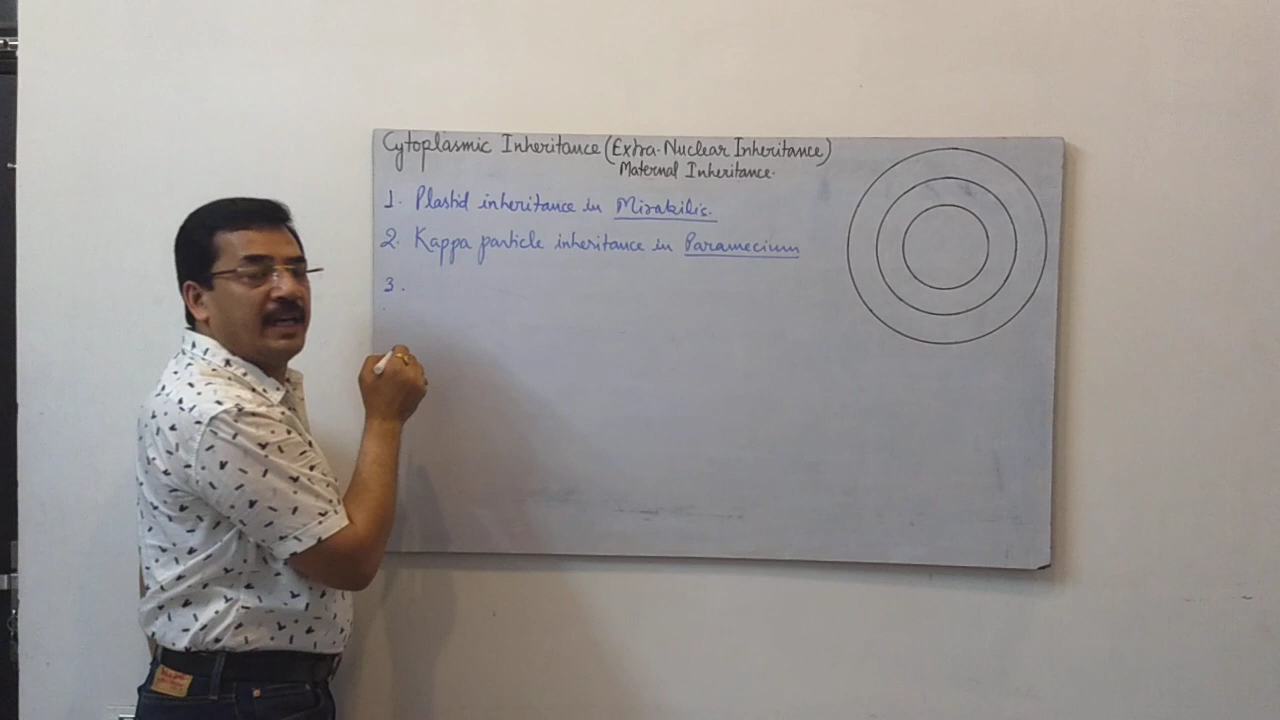 Cytoplasmic Inheritance (Extra-Nuclear Inheritance)
Maternal Inheritance.
1. Plastid inheritance in Mirabilis.
2. Kappa particle inheritance in Paramecium
3.